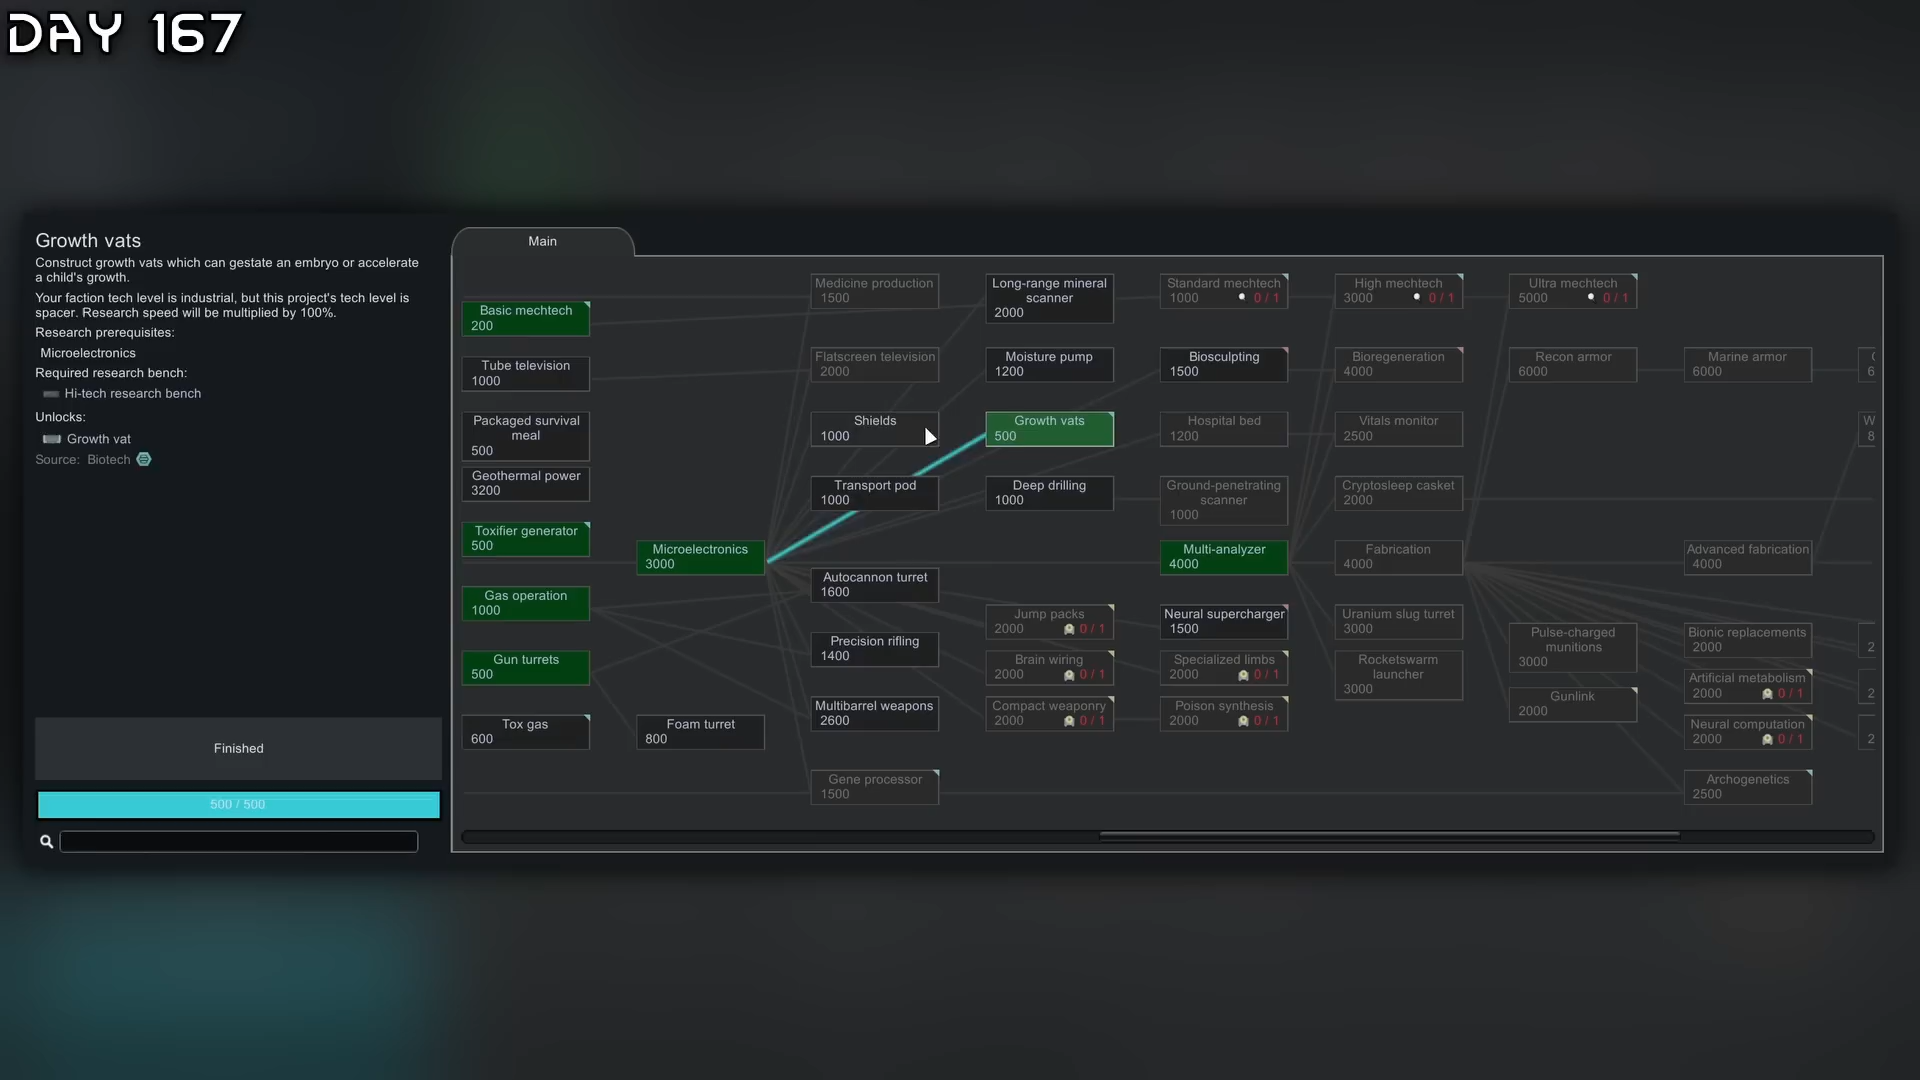 DAY 167
Growth vats
Construct growth vats which can gestate an embryo or accelerate
a child's growth.
Your faction tech level is industrial, but this project's tech level is
spacer. Research speed will be multiplied by 100%.
Research prerequisites:
Microelectronics
Required research bench:
Hi-tech research bench
Unlocks:
Growth vat
Source: Biotech
Finished
500 / 500
Main
Basic mechtech
200
Tube television
1000
Packaged survival
meal
500
Geothermal power
3200
Toxifier generator
500
Gas operation
1000
Gun turrets
500
Tox gas
600
Microelectronics
3000
Foam turret
800
Medicine production
1500
Flatscreen television
2000
Shields
1000
Transport pod
1000
Autocannon turret
1600
Precision rifling
1400
Multibarrel weapons
2600
Gene processor
1500
Long-range mineral
scanner
2000
Moisture pump
1200
Growth vats
500
Deep drilling
1000
Jump packs
2000 0 / 1
Brain wiring
2000 0 / 1
Compact weaponry
2000 0 / 1
Standard mechtech
1000 0 / 1
Biosculpting
1500
Hospital bed
1200
Ground-penetrating
scanner
1000
Multi-analyzer
4000
Neural supercharger
1500
Specialized limbs
2000 0 / 1
Poison synthesis
2000 0 / 1
High mechtech
3000 0 / 1
Bioregeneration
4000
Vitals monitor
2500
Cryptosleep casket
2000
Fabrication
4000
Uranium slug turret
3000
Rocketswarm
launcher
3000
Ultra mechtech
5000 0 / 1
Recon armor
6000
Pulse-charged
munitions
3000
Gunlink
2000
Marine armor
6000
Advanced fabrication
4000
Bionic replacements
2000
Artificial metabolism
2000 0 / 1
Neural computation
2000 0 / 1
Archogenetics
2500
6
W
8
2
2
2